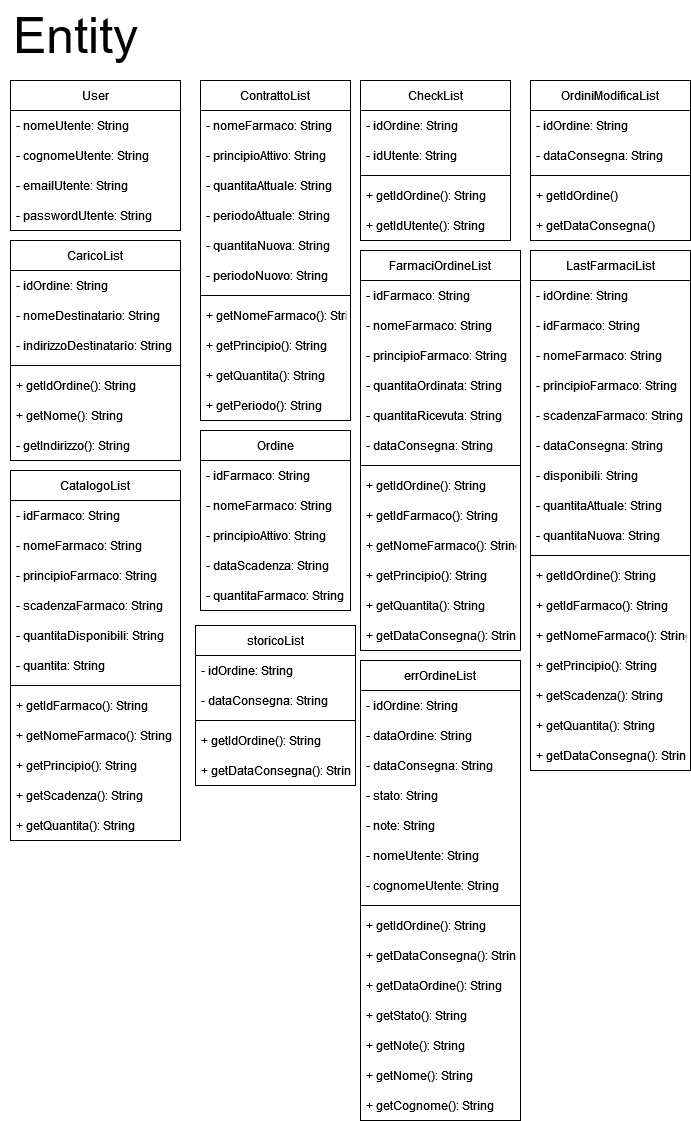 Entity
User
- nomeUtente: String
- cognomeUtente: String
- emailUtente: String
- passwordUtente: String
CaricoList
- idOrdine: String
- nomeDestinatario: String
- indirizzoDestinatario: String
+ getIdOrdine(): String
+ getNome(): String
- getIndirizzo(): String
CatalogoList
- idFarmaco: String
- nomeFarmaco: String
- principioFarmaco: String
- scadenzaFarmaco: String
- quantitaDisponibili: String
- quantita: String
+ getIdFarmaco(): String
+ getNomeFarmaco(): String
+ getPrincipio(): String
+ getScadenza(): String
+ getQuantita(): String
ContrattoList
- nomeFarmaco: String
- principioAttivo: String
- quantitaAttuale: String
- periodoAttuale: String
- quantitaNuova: String
- periodoNuovo: String
+ getNomeFarmaco(): Stri
+ getPrincipio(): String
+ getQuantita(): String
+ getPeriodo(): String
Ordine
- idFarmaco: String
- nomeFarmaco: String
- principioAttivo: String
- dataScadenza: String
- quantitaFarmaco: String
storicoList
- idOrdine: String
- dataConsegna: String
+ getIdOrdine(): String
+ getDataConsegna(): Strin
CheckList
- idOrdine: String
- idUtente: String
+ getIdOrdine(): String
+ getIdUtente(): String
FarmaciOrdineList
- idFarmaco: String
- nomeFarmaco: String
- principioFarmaco: String
- quantitaOrdinata: String
- quantitaRicevuta: String
- dataConsegna: String
+ getIdOrdine(): String
+ getIdFarmaco(): String
+ getNomeFarmaco(): String
+ getPrincipio(): String
+ getQuantita(): String
+ getDataConsegna(): Strin
errOrdineList
- idOrdine: String
- dataOrdine: String
- dataConsegna: String
- stato: String
- note: String
- nomeUtente: String
- cognomeUtente: String
+ getIdOrdine(): String
+ getDataConsegna(): Strin
+ getDataOrdine(): String
+ getStato(): String
+ getNote(): String
+ getNome(): String
+ getCognome(): String
OrdiniModificaList
- idOrdine: String
- dataConsegna: String
+ getIdOrdine()
+ getDataConsegna()
LastFarmaciList
- idOrdine: String
- idFarmaco: String
- nomeFarmaco: String
- principioFarmaco: String
- scadenzaFarmaco: String
- dataConsegna: String
- disponibili: String
- quantitaAttuale: String
- quantitaNuova: String
+ getIdOrdine(): String
+ getIdFarmaco(): String
+ getNomeFarmaco(): String
+ getPrincipio(): String
+ getScadenza(): String
+ getQuantita(): String
+ getDataConsegna(): Strin